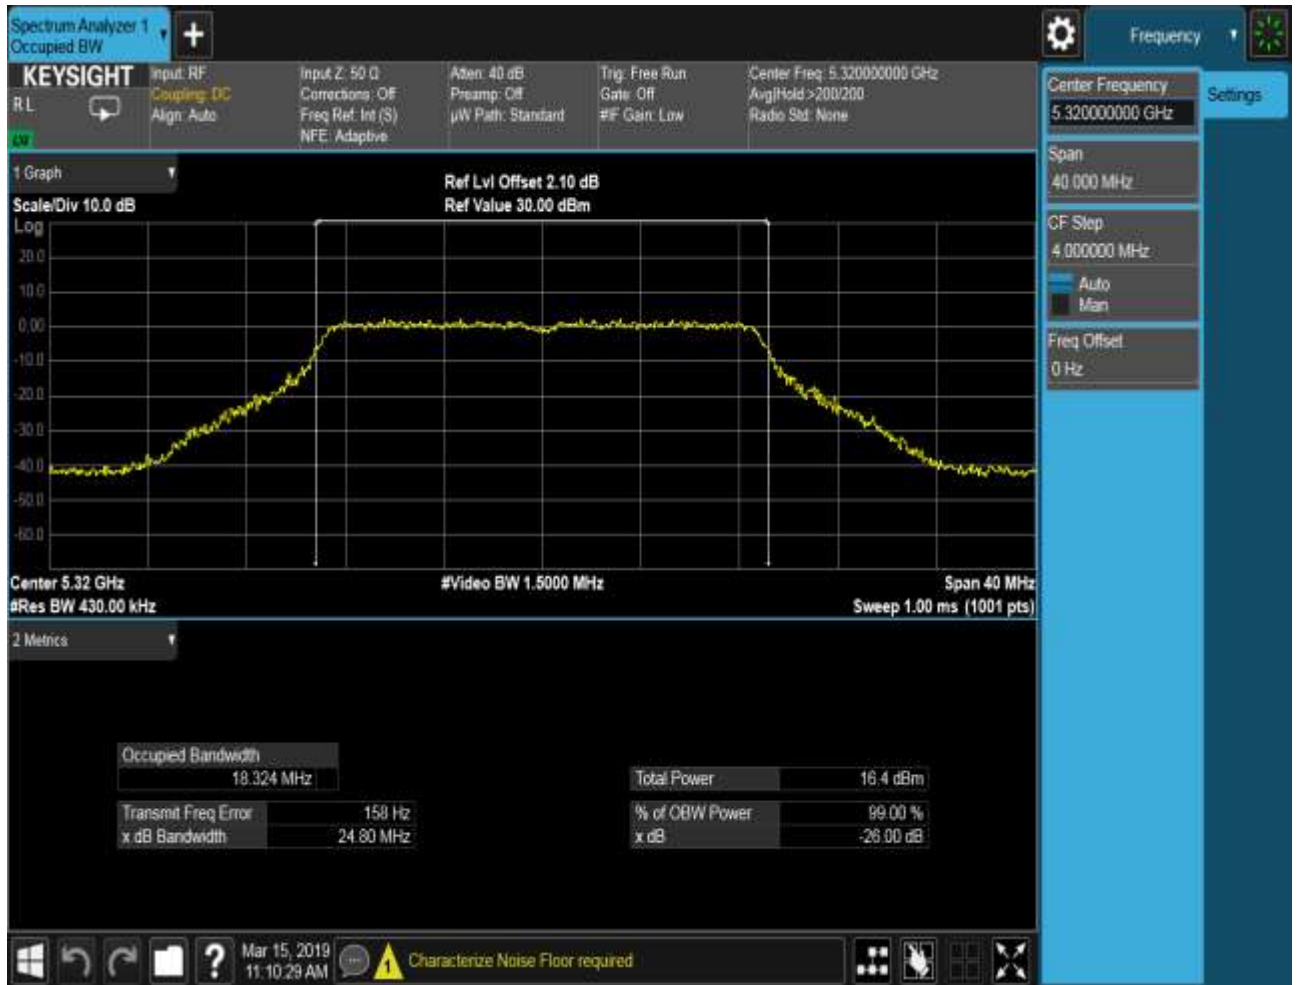 Spectrum Analyzer 1
Occupied BW
Frequency
KEYSIGHT
R L
Input: RF
Coupling: DC
Align: Auto
Input Z: 50 Ω
Corrections: Off
Freq Ref: Int (S)
NFE: Adaptive
Atten: 40 dB
Preamp: Off
µW Path: Standard
Trig: Free Run
Gate: Off
#IF Gain: Low
Center Freq: 5.320000000 GHz
Avg|Hold:>200/200
Radio Std: None
Center Frequency
5.320000000 GHz
Settings
Span
40.000 MHz
CF Step
4.000000 MHz
Auto
Man
Freq Offset
0 Hz
1 Graph
Scale/Div 10.0 dB
Ref Lvl Offset 2.10 dB
Ref Value 30.00 dBm
Log
20.0
10.0
0.00
-10.0
-20.0
-30.0
-40.0
-50.0
-60.0
Center 5.32 GHz
#Video BW 1.5000 MHz
Span 40 MHz
#Res BW 430.00 kHz
Sweep 1.00 ms (1001 pts)
2 Metrics
Occupied Bandwidth
18.324 MHz
Total Power 16.4 dBm
Transmit Freq Error 158 Hz
% of OBW Power 99.00 %
x dB Bandwidth 24.80 MHz
x dB -26.00 dB
Mar 15, 2019
11:10:29 AM
1
Characterize Noise Floor required